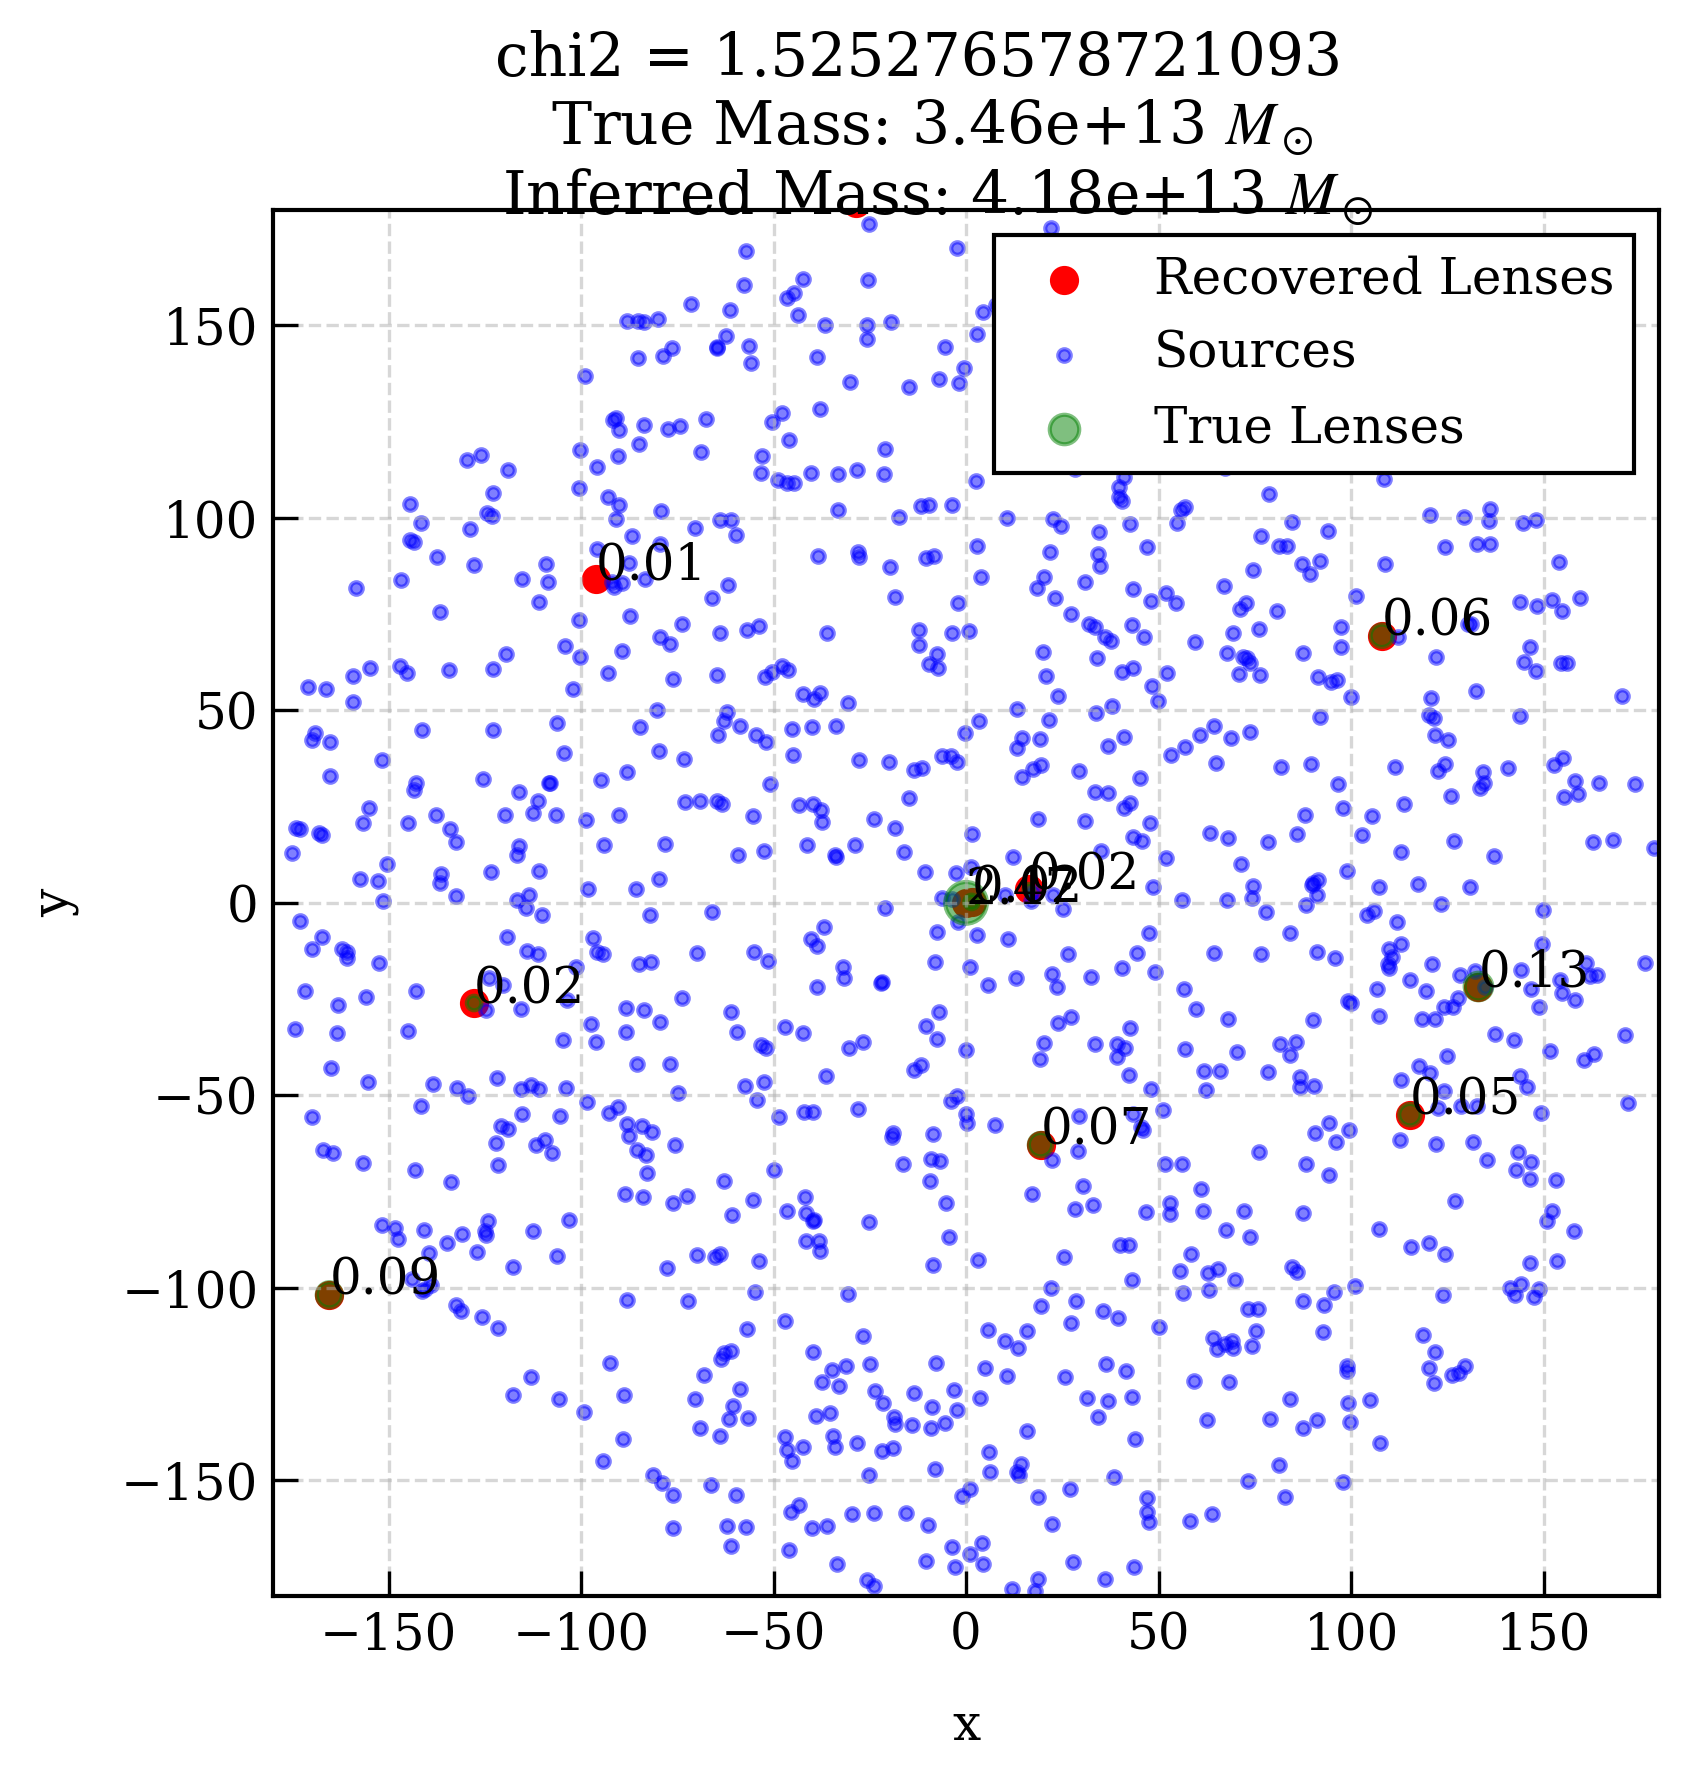 chi2 = 1.525276578721093
True Mass: 3.46e+13 M⊙
Inferred Mass: 4.18e+13 M⊙
Recovered Lenses
Sources
True Lenses
150
100
50
0
−50
−100
−150
y
0.01
0.06
0.02
0.02
0.13
0.05
0.07
0.09
−150
−100
−50
0
50
100
150
x